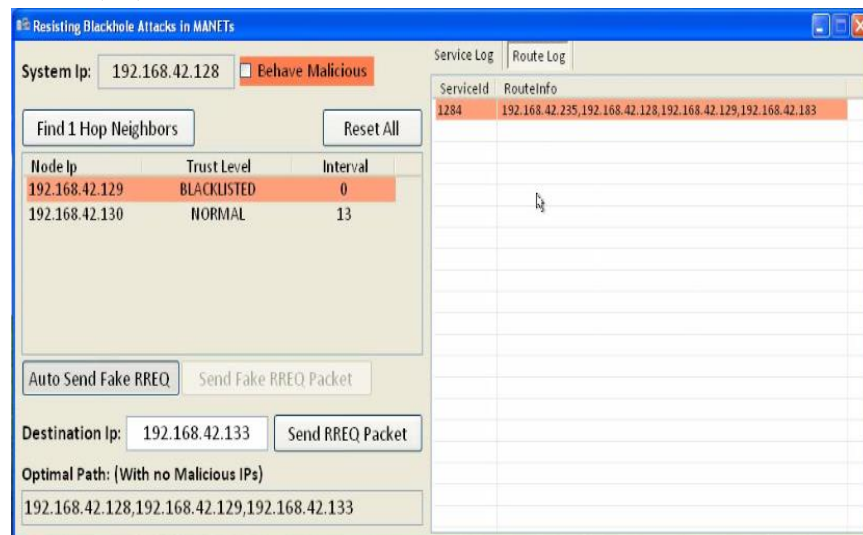 Resisting Blackhole Attacks in MANETs
System Ip: 192.168.42.128 Behave Malicious
Find 1 Hop Neighbors Reset All
Node Ip Trust Level Interval
192.168.42.129 BLACKLISTED 0
192.168.42.130 NORMAL 13
Auto Send Fake RREQ Send Fake RREQ Packet
Destination Ip: 192.168.42.133 Send RREQ Packet
Optimal Path: (With no Malicious IPs)
192.168.42.128,192.168.42.129,192.168.42.133
Service Log Route Log
ServiceId RouteInfo
1284 192.168.42.235,192.168.42.128,192.168.42.129,192.168.42.183